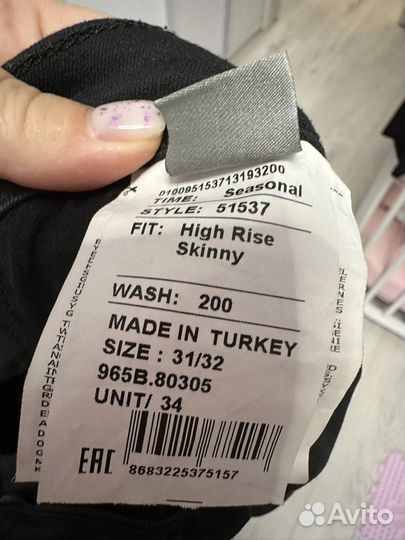 010095153713193200
TIME: SeasOnal
STYLE: 51537
FIT: High Rise
Skinny
WASH: 200
MADE IN TURKEY
SIZE : 31/32
965B.80305
UNIT/ 34
EAC
8683225375157
Avito